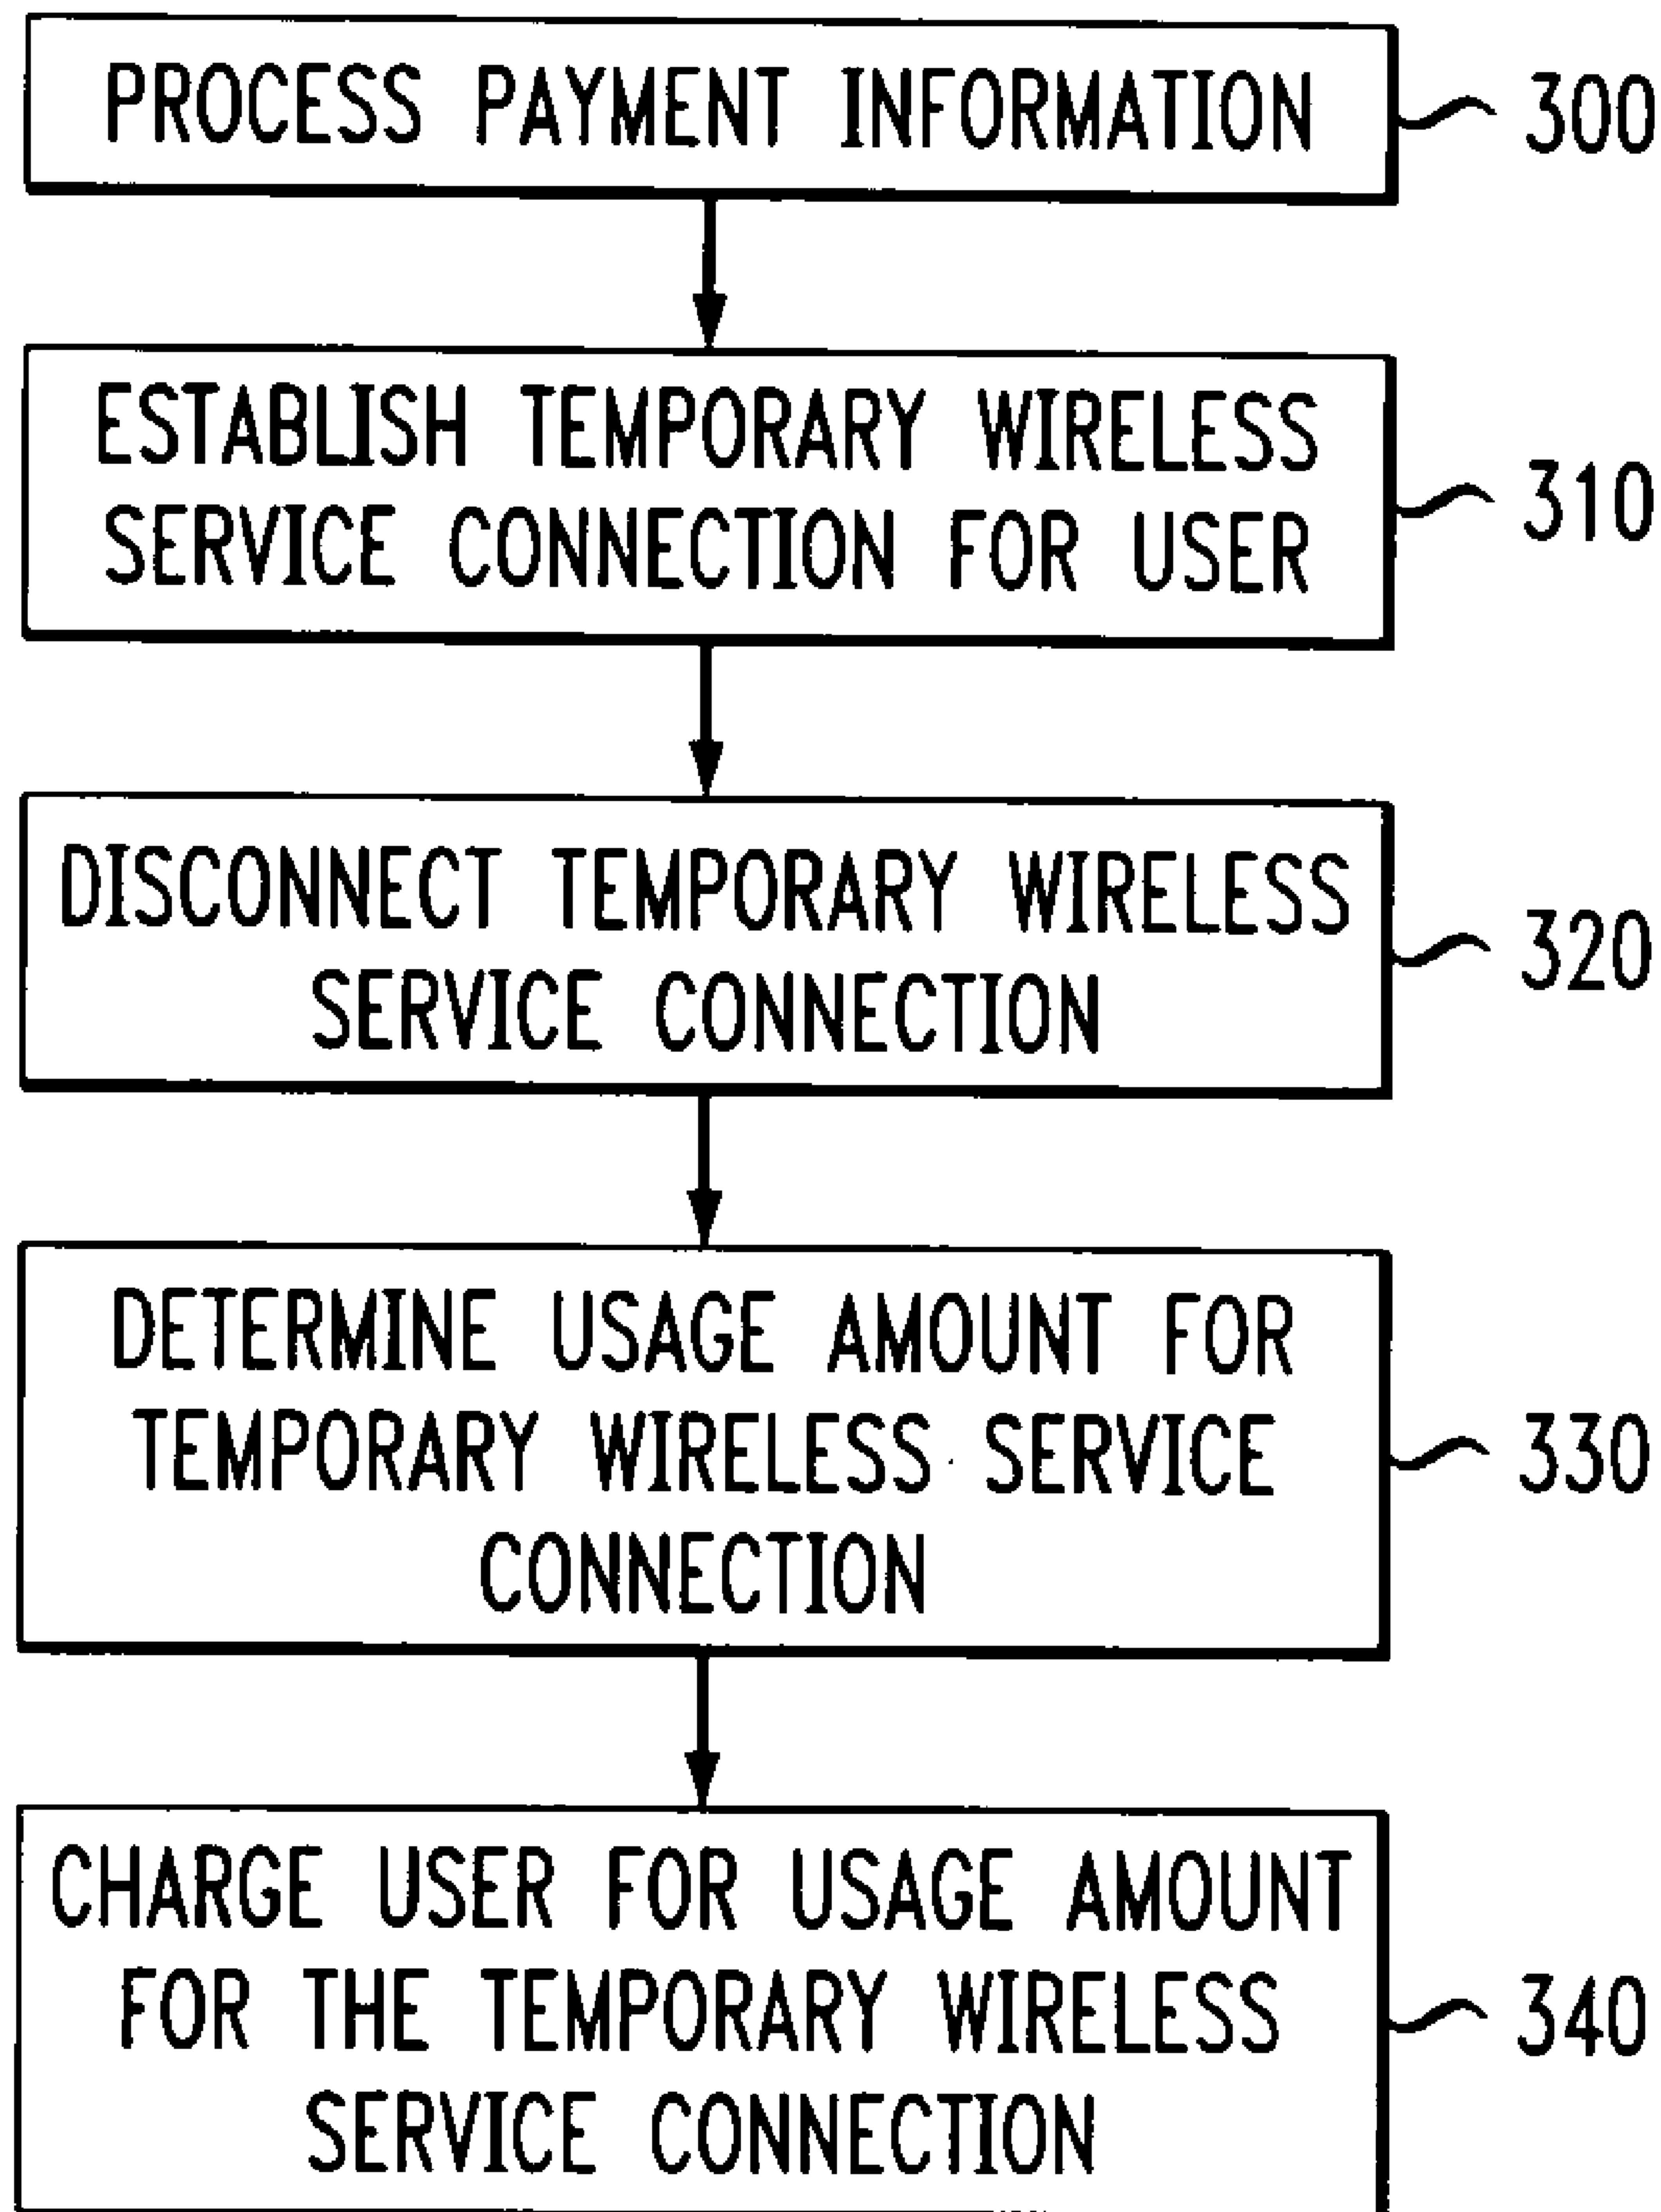 PROCESS PAYMENT INFORMATION
300
ESTABLISH TEMPORARY WIRELESS
SERVICE CONNECTION FOR USER
310
DISCONNECT TEMPORARY WIRELESS
SERVICE CONNECTION
320
DETERMINE USAGE AMOUNT FOR
TEMPORARY WIRELESS SERVICE
CONNECTION
330
CHARGE USER FOR USAGE AMOUNT
FOR THE TEMPORARY WIRELESS
SERVICE CONNECTION
340